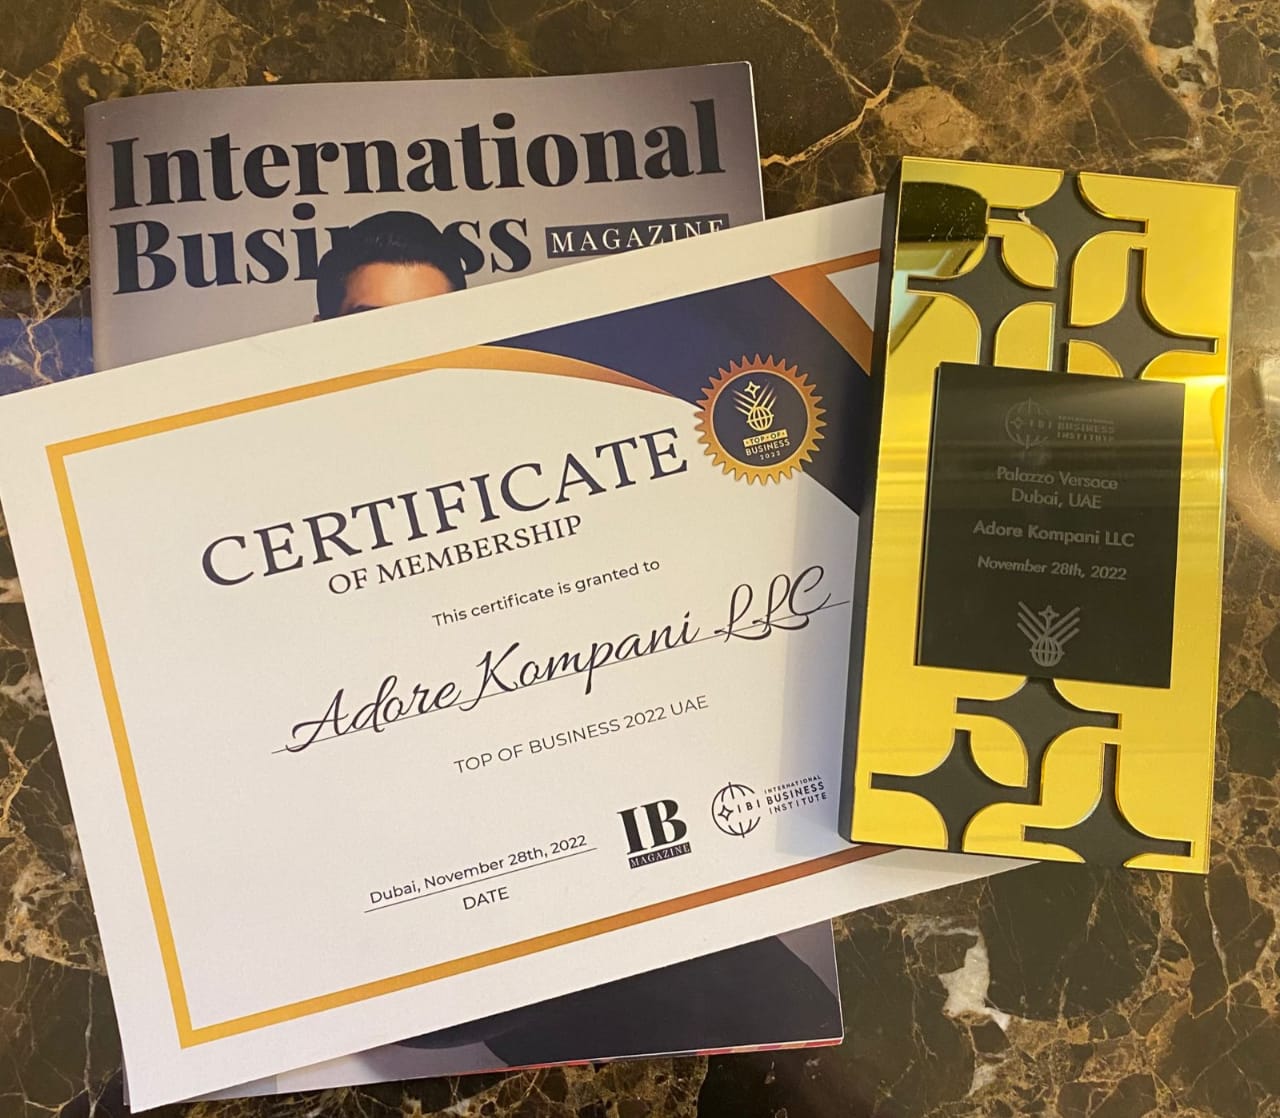 International
Busi ss MAGAZINE
TOP OF
BUSINESS
2022
CERTIFICATE
OF MEMBERSHIP
This certificate is granted to
Adore Kompani LLC
TOP OF BUSINESS 2022 UAE
Dubai, November 28th, 2022
DATE
IB
MAGAZINE
IBI
INTERNATIONAL
BUSINESS
INSTITUTE
IBI
INTERNATIONAL
BUSINESS
INSTITUTE
Palazzo Versace
Dubai, UAE
Adore Kompani LLC
November 28th, 2022